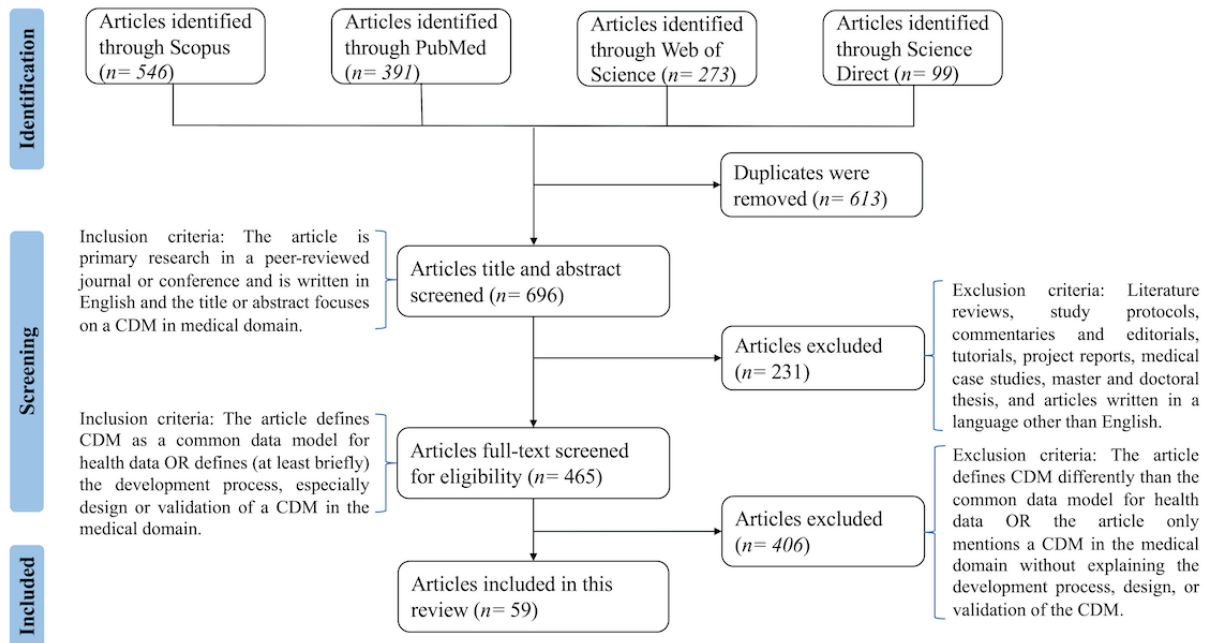 Identification
Articles identified
through Scopus
(n= 546)
Articles identified
through PubMed
(n= 391)
Articles identified
through Web of
Science (n= 273)
Articles identified
through Science
Direct (n= 99)
Duplicates were
removed (n= 613)
Screening
Inclusion criteria: The article is
primary research in a peer-reviewed
journal or conference and is written in
English and the title or abstract focuses
on a CDM in medical domain.
Articles title and abstract
screened (n= 696)
Articles excluded
(n= 231)
Exclusion criteria: Literature
reviews, study protocols,
commentaries and editorials,
tutorials, project reports, medical
case studies, master and doctoral
thesis, and articles written in a
language other than English.
Inclusion criteria: The article defines
CDM as a common data model for
health data OR defines (at least briefly)
the development process, especially
design or validation of a CDM in the
medical domain.
Articles full-text screened
for eligibility (n= 465)
Articles excluded
(n= 406)
Exclusion criteria: The article
defines CDM differently than the
common data model for health
data OR the article only
mentions a CDM in the medical
domain without explaining the
development process, design, or
validation of the CDM.
Included
Articles included in this
review (n= 59)